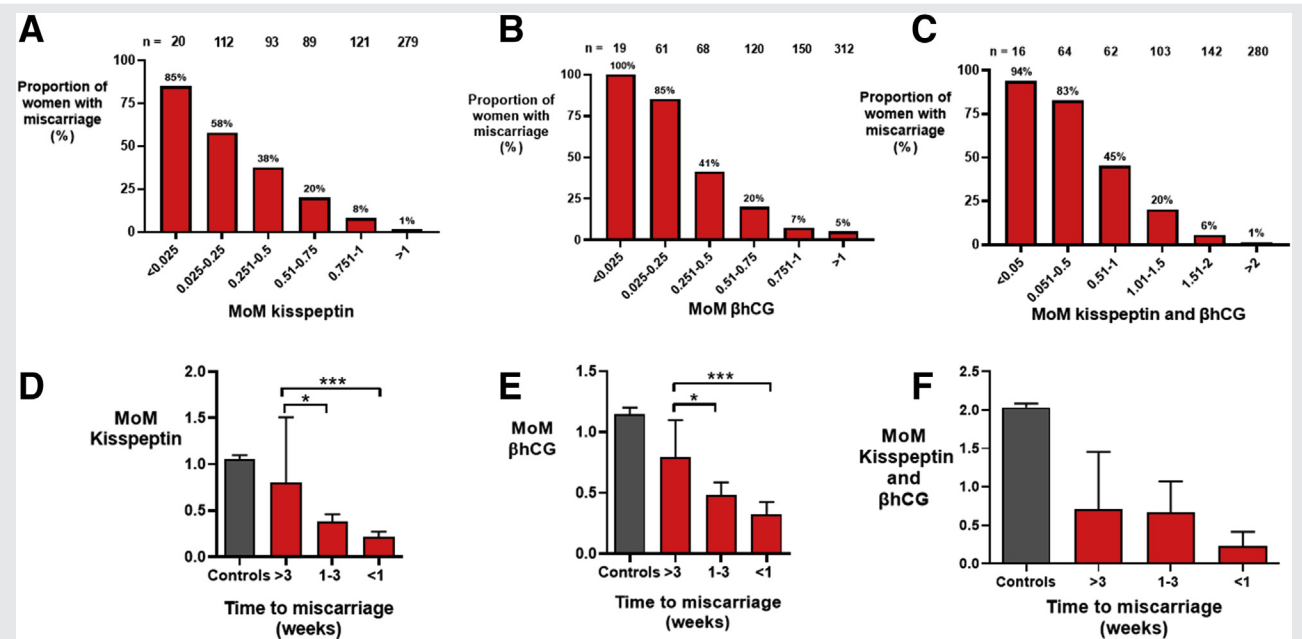 A
n = 20 112 93 89 121 279
Proportion of
women with
miscarriage
(%)
100
75
50
25
0
85%
58%
38%
20%
8%
1%
<0.025
0.025-0.25
0.251-0.5
0.51-0.75
0.751-1
>1
MoM kisspeptin
B
n = 19 61 68 120 150 312
Proportion of
women with
miscarriage
(%)
100
75
50
25
0
100%
85%
41%
20%
7%
5%
<0.025
0.025-0.25
0.251-0.5
0.51-0.75
0.751-1
>1
MoM βhCG
C
n = 16 64 62 103 142 280
Proportion of
women with
miscarriage
(%)
100
75
50
25
0
94%
83%
45%
20%
6%
1%
<0.05
0.051-0.5
0.51-1
1.01-1.5
1.51-2
>2
MoM kisspeptin and βhCG
D
MoM
Kisspeptin
2.0
1.5
1.0
0.5
0.0
***
*
Controls >3 1-3 <1
Time to miscarriage
(weeks)
E
MoM
βhCG
1.5
1.0
0.5
0.0
***
*
Controls >3 1-3 <1
Time to miscarriage
(weeks)
F
MoM
Kisspeptin
and
βhCG
2.5
2.0
1.5
1.0
0.5
0.0
Controls >3 1-3 <1
Time to miscarriage
(weeks)